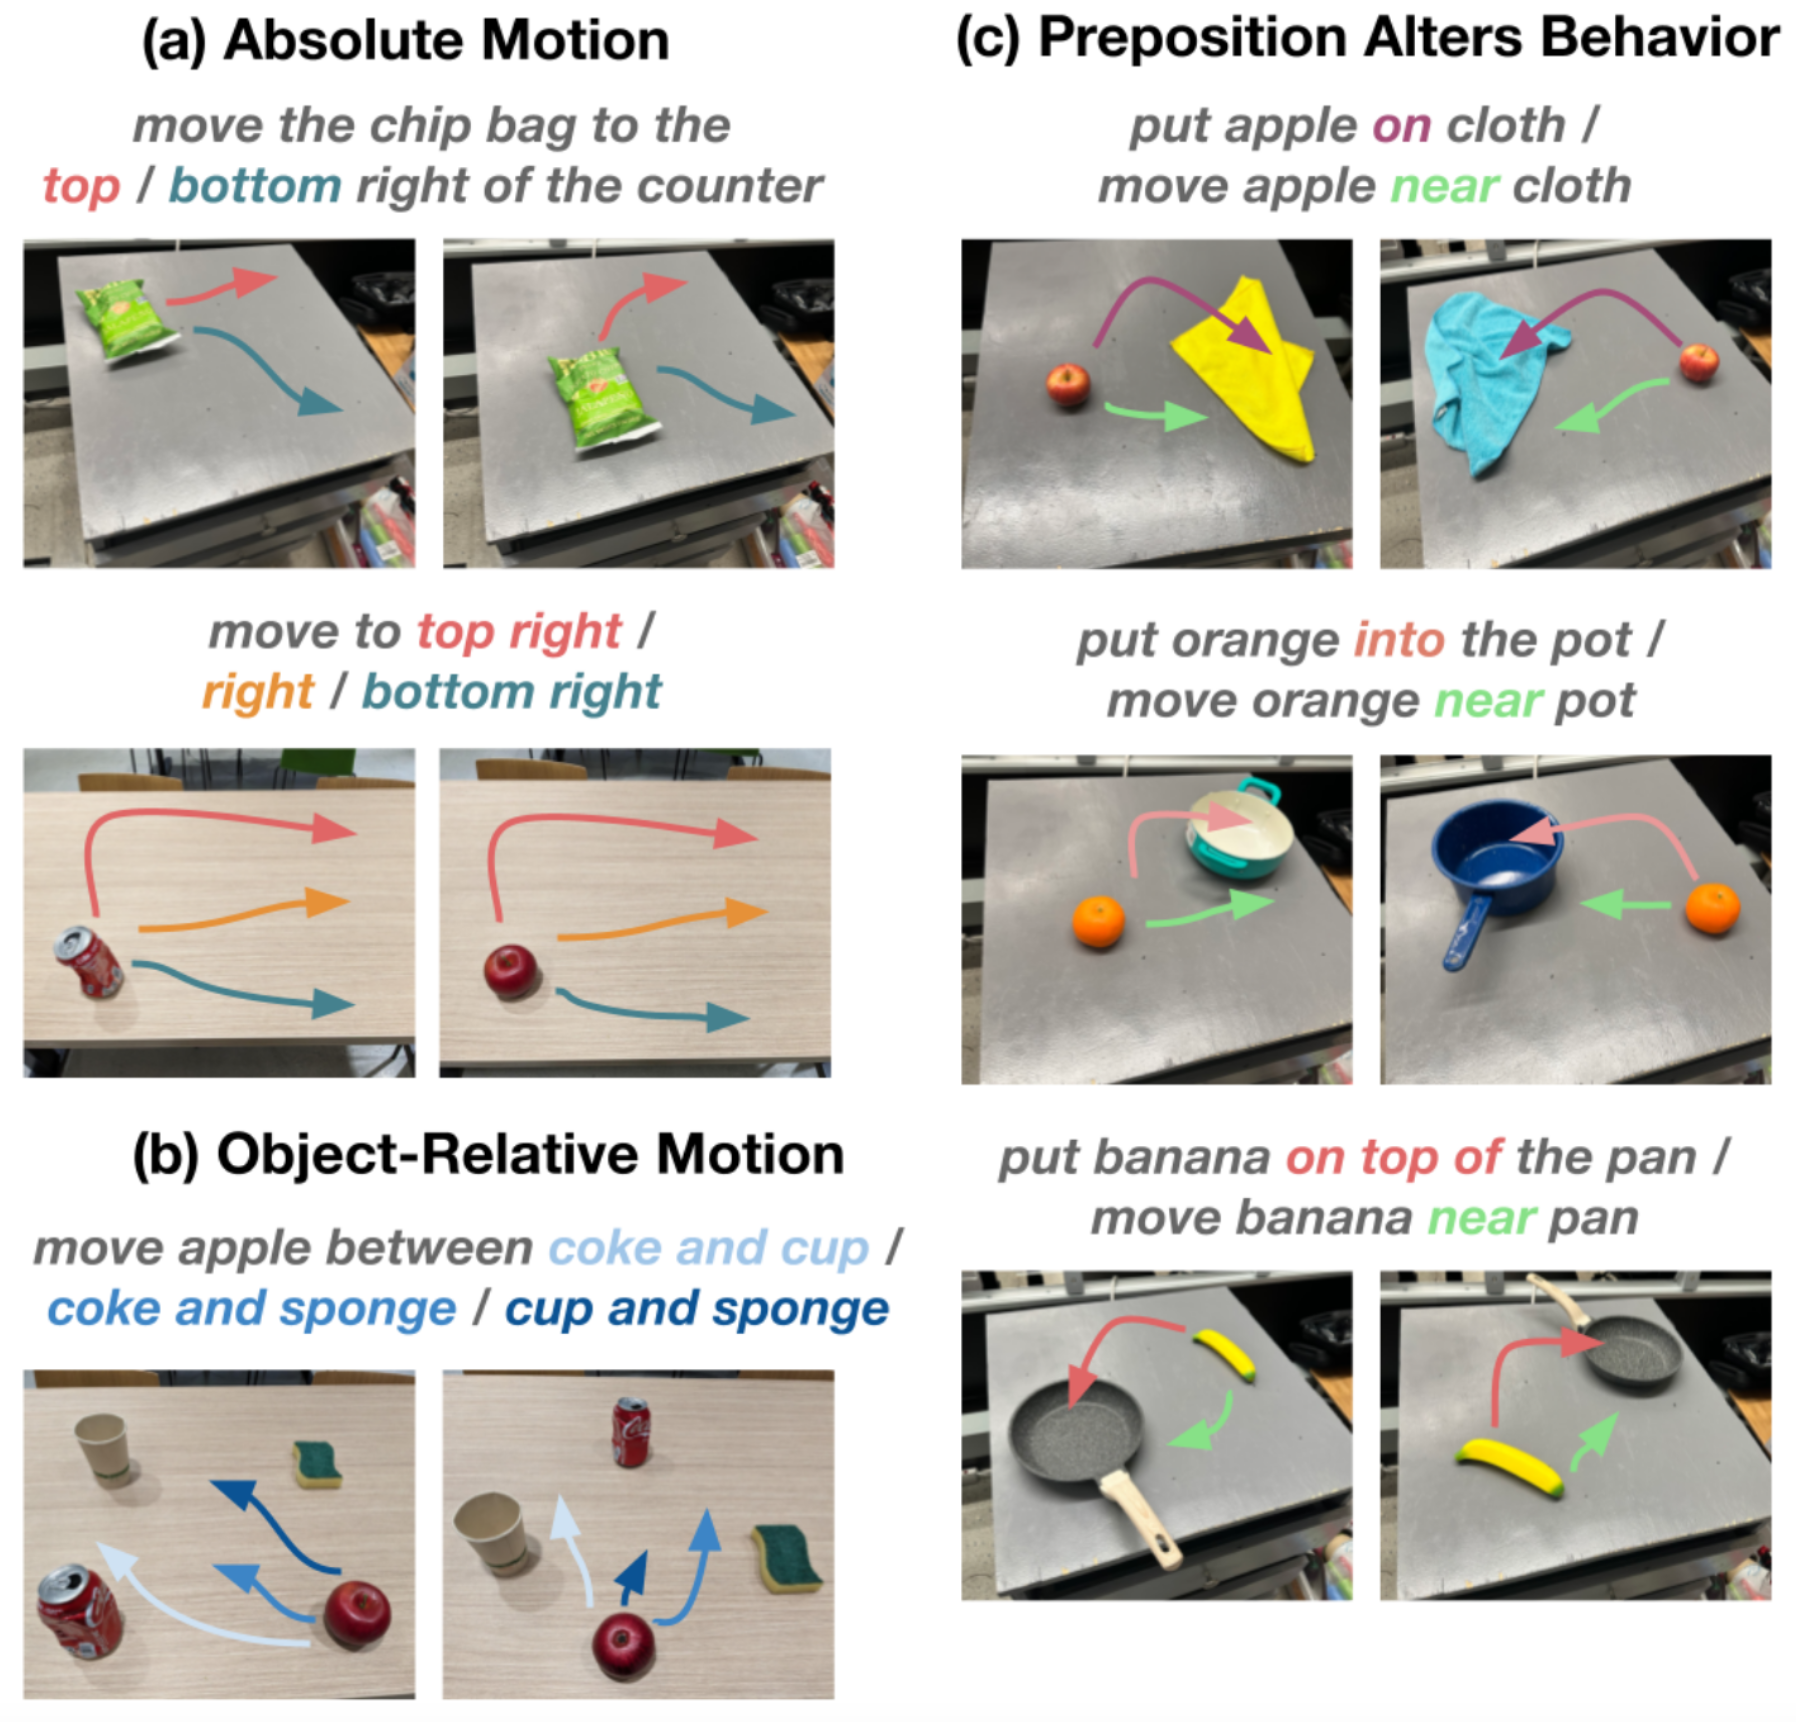 (a) Absolute Motion
move the chip bag to the
top / bottom right of the counter
move to top right /
right / bottom right
(b) Object-Relative Motion
move apple between coke and cup /
coke and sponge / cup and sponge
(c) Preposition Alters Behavior
put apple on cloth /
move apple near cloth
put orange into the pot /
move orange near pot
put banana on top of the pan /
move banana near pan